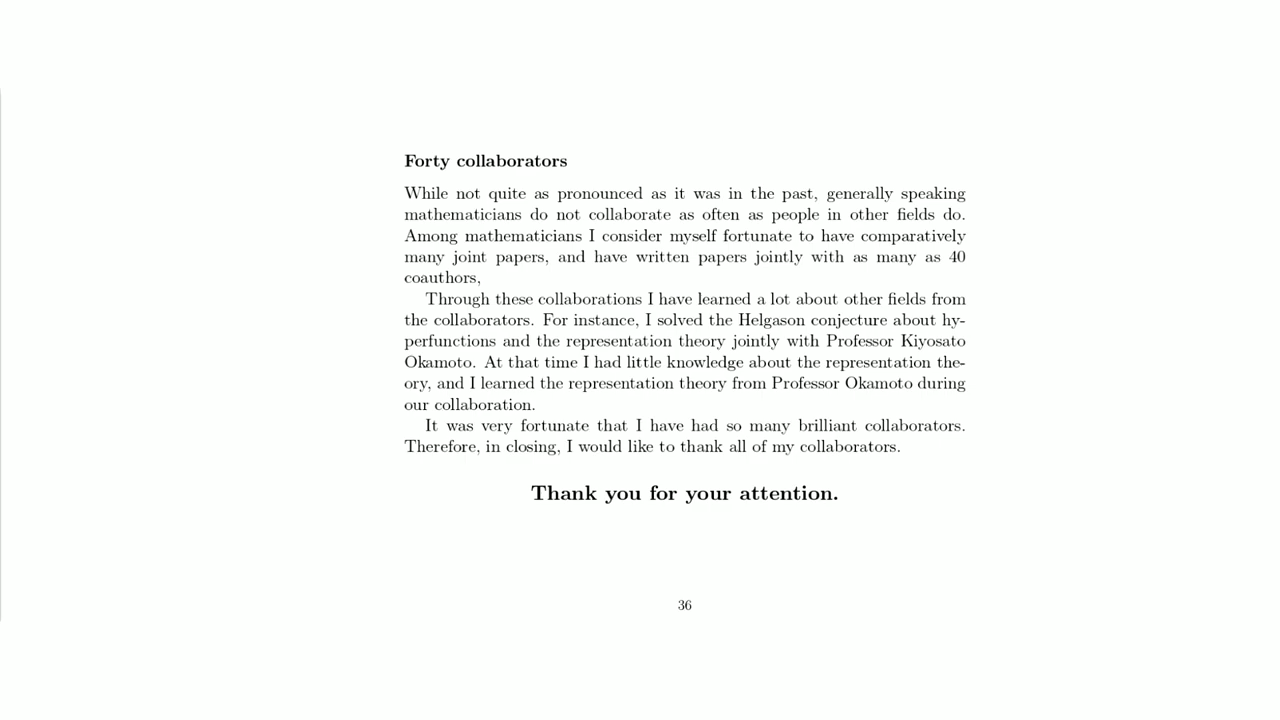 Forty collaborators
While not quite as pronounced as it was in the past, generally speaking
mathematicians do not collaborate as often as people in other fields do.
Among mathematicians I consider myself fortunate to have comparatively
many joint papers, and have written papers jointly with as many as 40
coauthors,
Through these collaborations I have learned a lot about other fields from
the collaborators. For instance, I solved the Helgason conjecture about hy-
perfunctions and the representation theory jointly with Professor Kiyosato
Okamoto. At that time I had little knowledge about the representation the-
ory, and I learned the representation theory from Professor Okamoto during
our collaboration.
It was very fortunate that I have had so many brilliant collaborators.
Therefore, in closing, I would like to thank all of my collaborators.
Thank you for your attention.
36